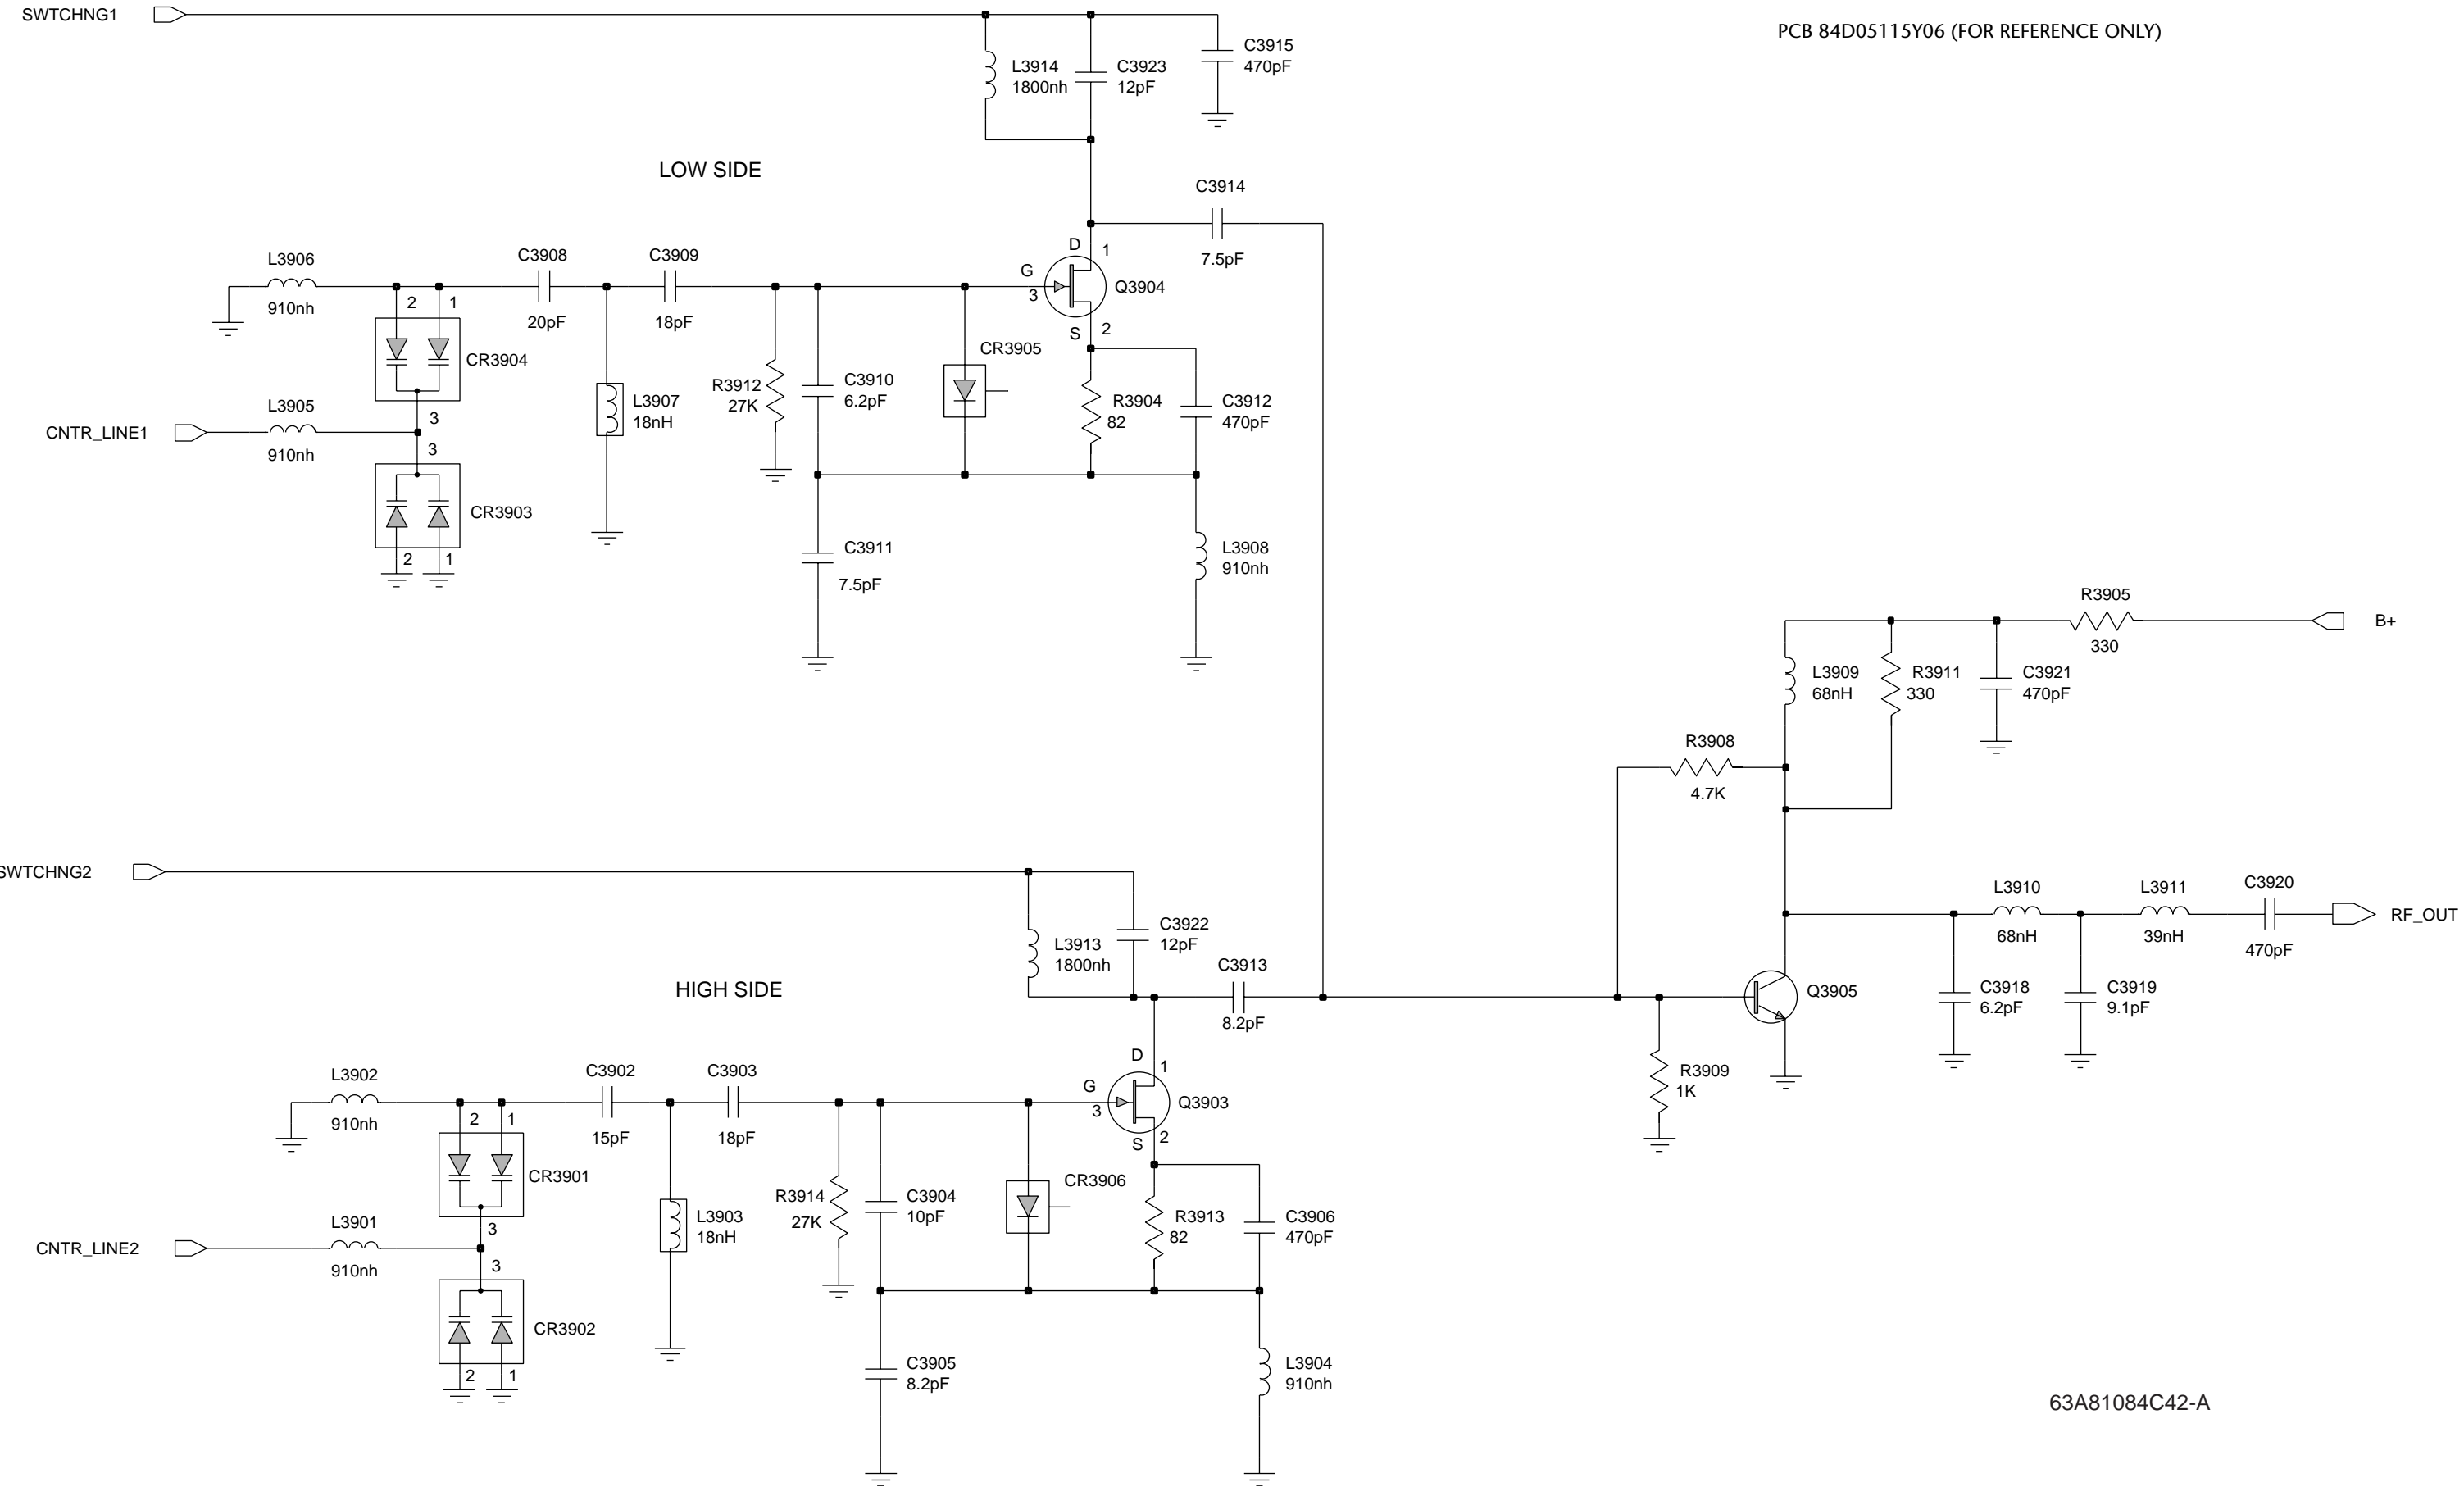 SWTCHNG1
PCB 84D05115Y06 (FOR REFERENCE ONLY)
C3915
470pF
L3914
1800nh
C3923
12pF
LOW SIDE
C3914
7.5pF
L3906
910nh
C3908
20pF
C3909
18pF
D
1
G
3
Q3904
S
2
2
1
CR3904
3
L3905
910nh
CNTR_LINE1
3
CR3903
2
1
L3907
18nH
R3912
27K
C3910
6.2pF
CR3905
R3904
82
C3912
470pF
C3911
7.5pF
L3908
910nh
R3905
330
B+
L3909
68nH
R3911
330
C3921
470pF
R3908
4.7K
SWTCHNG2
L3913
1800nh
C3922
12pF
C3913
8.2pF
HIGH SIDE
L3910
68nH
L3911
39nH
C3920
470pF
RF_OUT
Q3905
C3918
6.2pF
C3919
9.1pF
R3909
1K
L3902
910nh
C3902
15pF
C3903
18pF
D
1
G
3
Q3903
S
2
2
1
CR3901
3
L3901
910nh
CNTR_LINE2
3
CR3902
2
1
L3903
18nH
R3914
27K
C3904
10pF
CR3906
R3913
82
C3906
470pF
C3905
8.2pF
L3904
910nh
63A81084C42-A